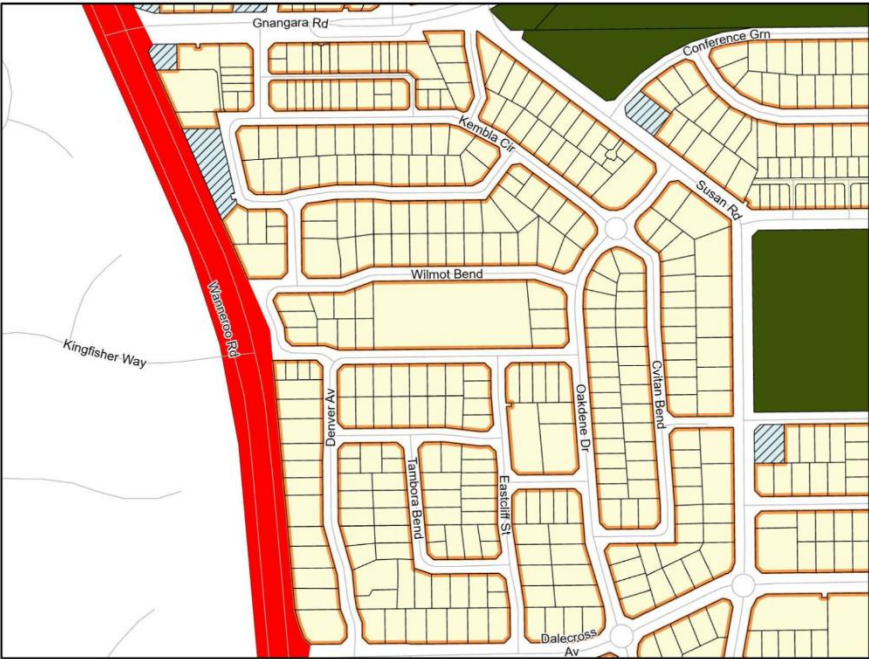 Gnangara Rd
Conference Grn
Kembla Cir
Susan Rd
Wilmot Bend
Wanneroo Rd
Kingfisher Way
Denver Av
Oakdene Dr
Cvitan Bend
Tambora Bend
Eastcliff St
Dalecross
Av